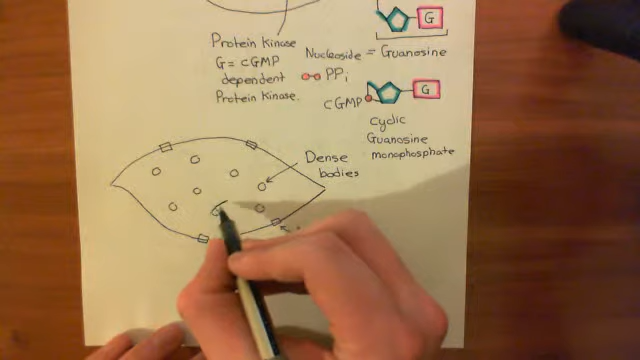 G
Protein Kinase
G = cGMP
dependent
Protein Kinase.
Nucleoside = Guanosine
PPi
G
cGMP
cyclic
Guanosine
monophosphate
Dense
bodies